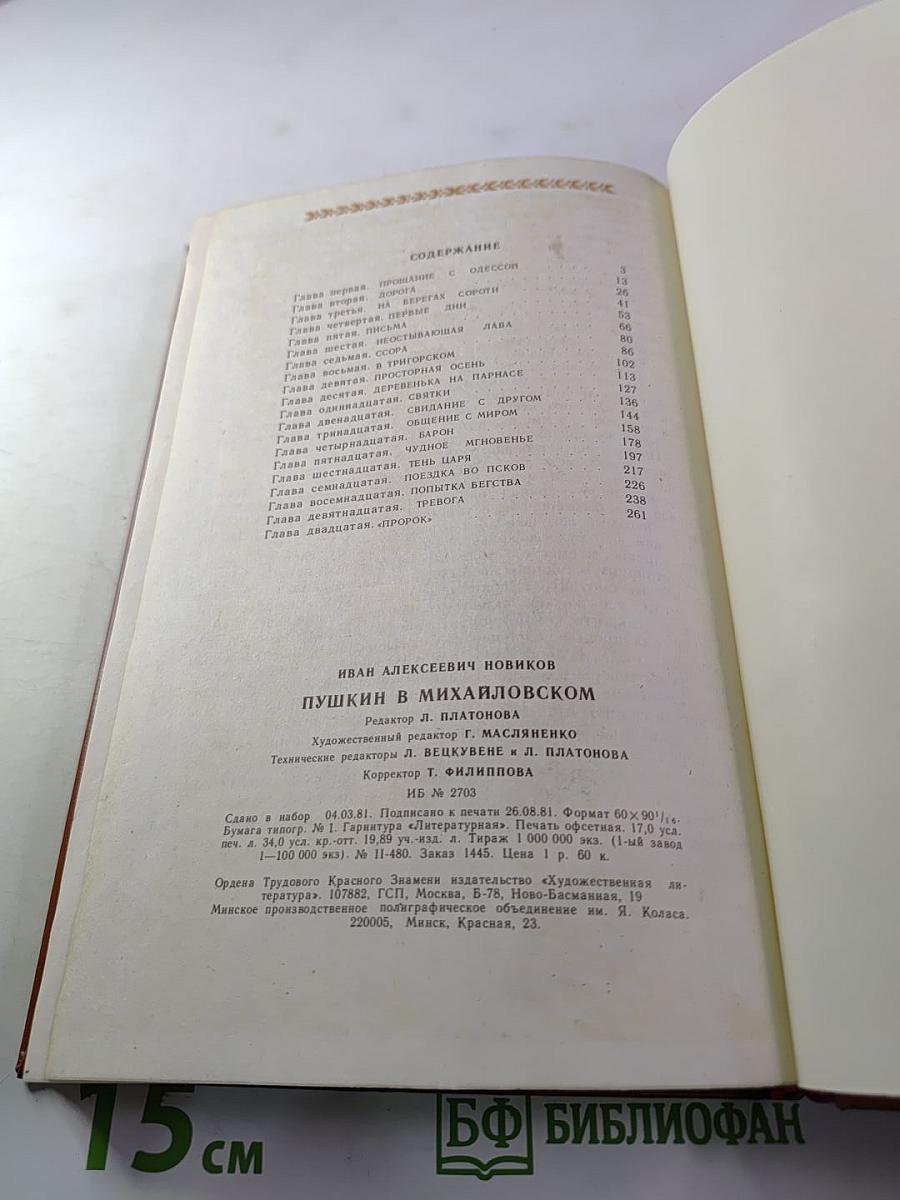 СОДЕРЖАНИЕ
Глава первая. ПРОЩАНИЕ С ОДЕССОЙ . . . . 3
Глава вторая. ДОРОГА . . . . 13
Глава третья. НА БЕРЕГАХ СОРОТИ . . . . 26
Глава четвертая. ПЕРВЫЕ ДНИ . . . . 41
Глава пятая. ПИСЬМА . . . . 53
Глава шестая. НЕОСТЫВАЮЩАЯ ЛАВА . . . . 66
Глава седьмая. ССОРА . . . . 80
Глава восьмая. В ТРИГОРСКОМ . . . . 86
Глава девятая. ПРОСТОРНАЯ ОСЕНЬ . . . . 102
Глава десятая. ДЕРЕВЕНЬКА НА ПАРНАСЕ . . . . 113
Глава одиннадцатая. СВЯТКИ . . . . 127
Глава двенадцатая. СВИДАНИЕ С ДРУГОМ . . . . 136
Глава тринадцатая. ОБЩЕНИЕ С МИРОМ . . . . 144
Глава четырнадцатая. БАРОН . . . . 158
Глава пятнадцатая. ЧУДНОЕ МГНОВЕНЬЕ . . . . 178
Глава шестнадцатая. ТЕНЬ ЦАРЯ . . . . 197
Глава семнадцатая. ПОЕЗДКА ВО ПСКОВ . . . . 217
Глава восемнадцатая. ПОПЫТКА БЕГСТВА . . . . 226
Глава девятнадцатая. ТРЕВОГА . . . . 238
Глава двадцатая. «ПРОРОК» . . . . 261
ИВАН АЛЕКСЕЕВИЧ НОВИКОВ
ПУШКИН В МИХАЙЛОВСКОМ
Редактор Л. ПЛАТОНОВА
Художественный редактор Г. МАСЛЯНЕНКО
Технические редакторы Л. ВЕЦКУВЕНЕ и Л. ПЛАТОНОВА
Корректор Т. ФИЛИППОВА
ИБ № 2703
Сдано в набор 04.03.81. Подписано к печати 26.08.81. Формат 60×90¹/₁₆.
Бумага типогр. № 1. Гарнитура «Литературная». Печать офсетная. 17,0 усл.
печ. л. 34,0 усл. кр.-отт. 19,89 уч.-изд. л. Тираж 1 000 000 экз. (1-ый завод
1—100 000 экз). № II-480. Заказ 1445. Цена 1 р. 60 к.
Ордена Трудового Красного Знамени издательство «Художественная ли-
тература». 107882, ГСП, Москва, Б-78, Ново-Басманная, 19
Минское производственное полиграфическое объединение им. Я. Коласа.
220005, Минск, Красная, 23.
15 см
БФ БИБЛИОФАН